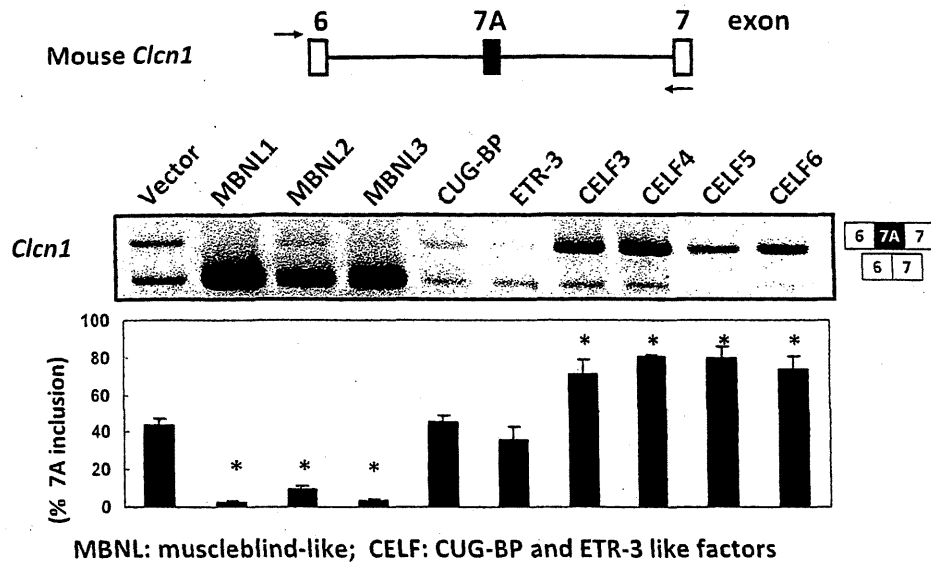 6 7A 7 exon
Mouse Clcn1
Vector MBNL1 MBNL2 MBNL3 CUG-BP ETR-3 CELF3 CELF4 CELF5 CELF6
Clcn1
6 7A 7
6 7
(% 7A inclusion)
100
80
60
40
20
0
* * * * * * *
MBNL: muscleblind-like; CELF: CUG-BP and ETR-3 like factors